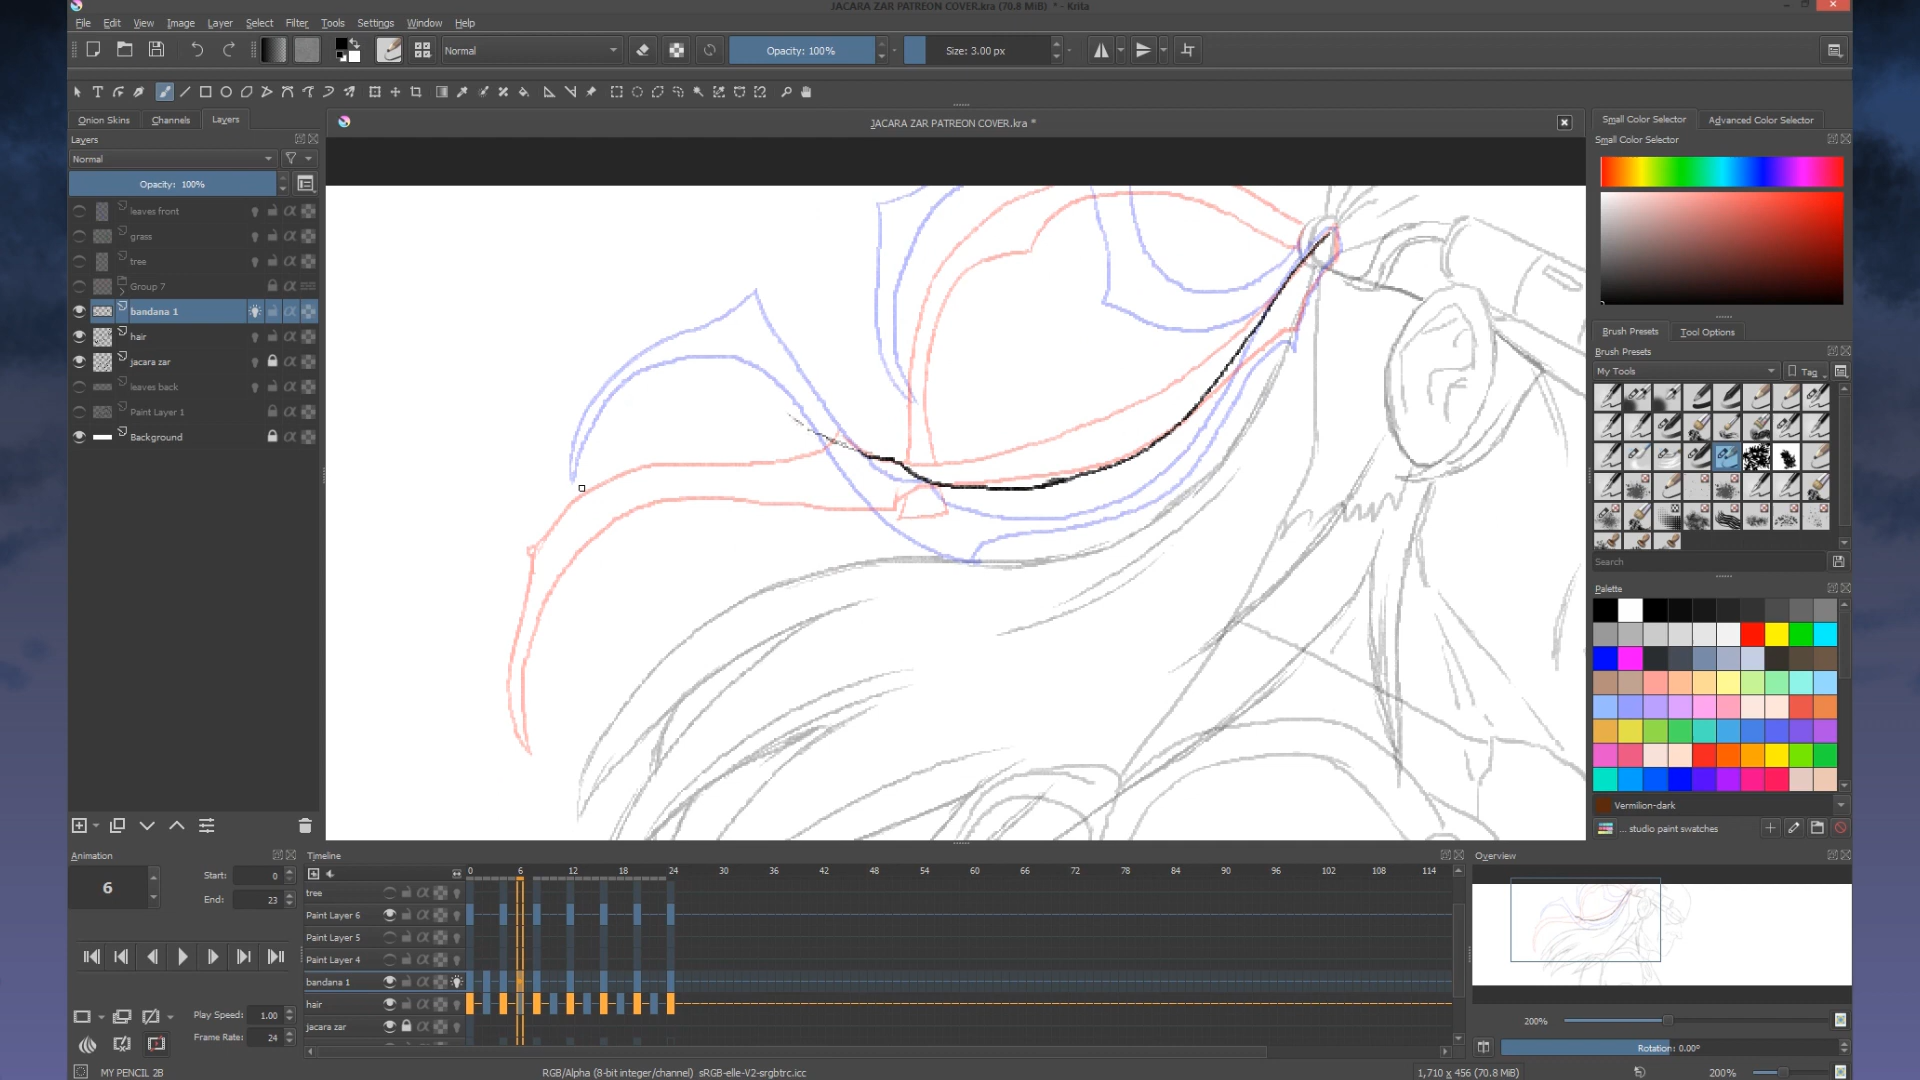 JACARA ZAR PATREON COVER.kra (70.8 MiB) * - Krita
File Edit View Image Layer Select Filter Tools Settings Window Help
Normal
Opacity: 100%
Size: 3.00 px
Onion Skins Channels Layers
JACARA ZAR PATREON COVER.kra *
Small Color Selector Advanced Color Selector
Layers
Small Color Selector
Normal
Opacity: 100%
leaves front
grass
tree
Group 7
bandana 1
hair
jacara zar
leaves back
Paint Layer 1
Background
Brush Presets Tool Options
Brush Presets
My Tools
Tag
Search
Palette
Vermilion-dark
... studio paint swatches
Animation
Timeline
Overview
6
Start: 0
End: 23
0 6 12 18 24 30 36 42 48 54 60 66 72 78 84 90 96 102 108 114
tree
Paint Layer 6
Paint Layer 5
Paint Layer 4
bandana 1
hair
jacara zar
Play Speed: 1.00
Frame Rate: 24
200%
Rotation: 0.00°
MY PENCIL 2B
RGB/Alpha (8-bit integer/channel) sRGB-elle-V2-srgbtrc.icc
1,710 x 456 (70.8 MiB)
200%